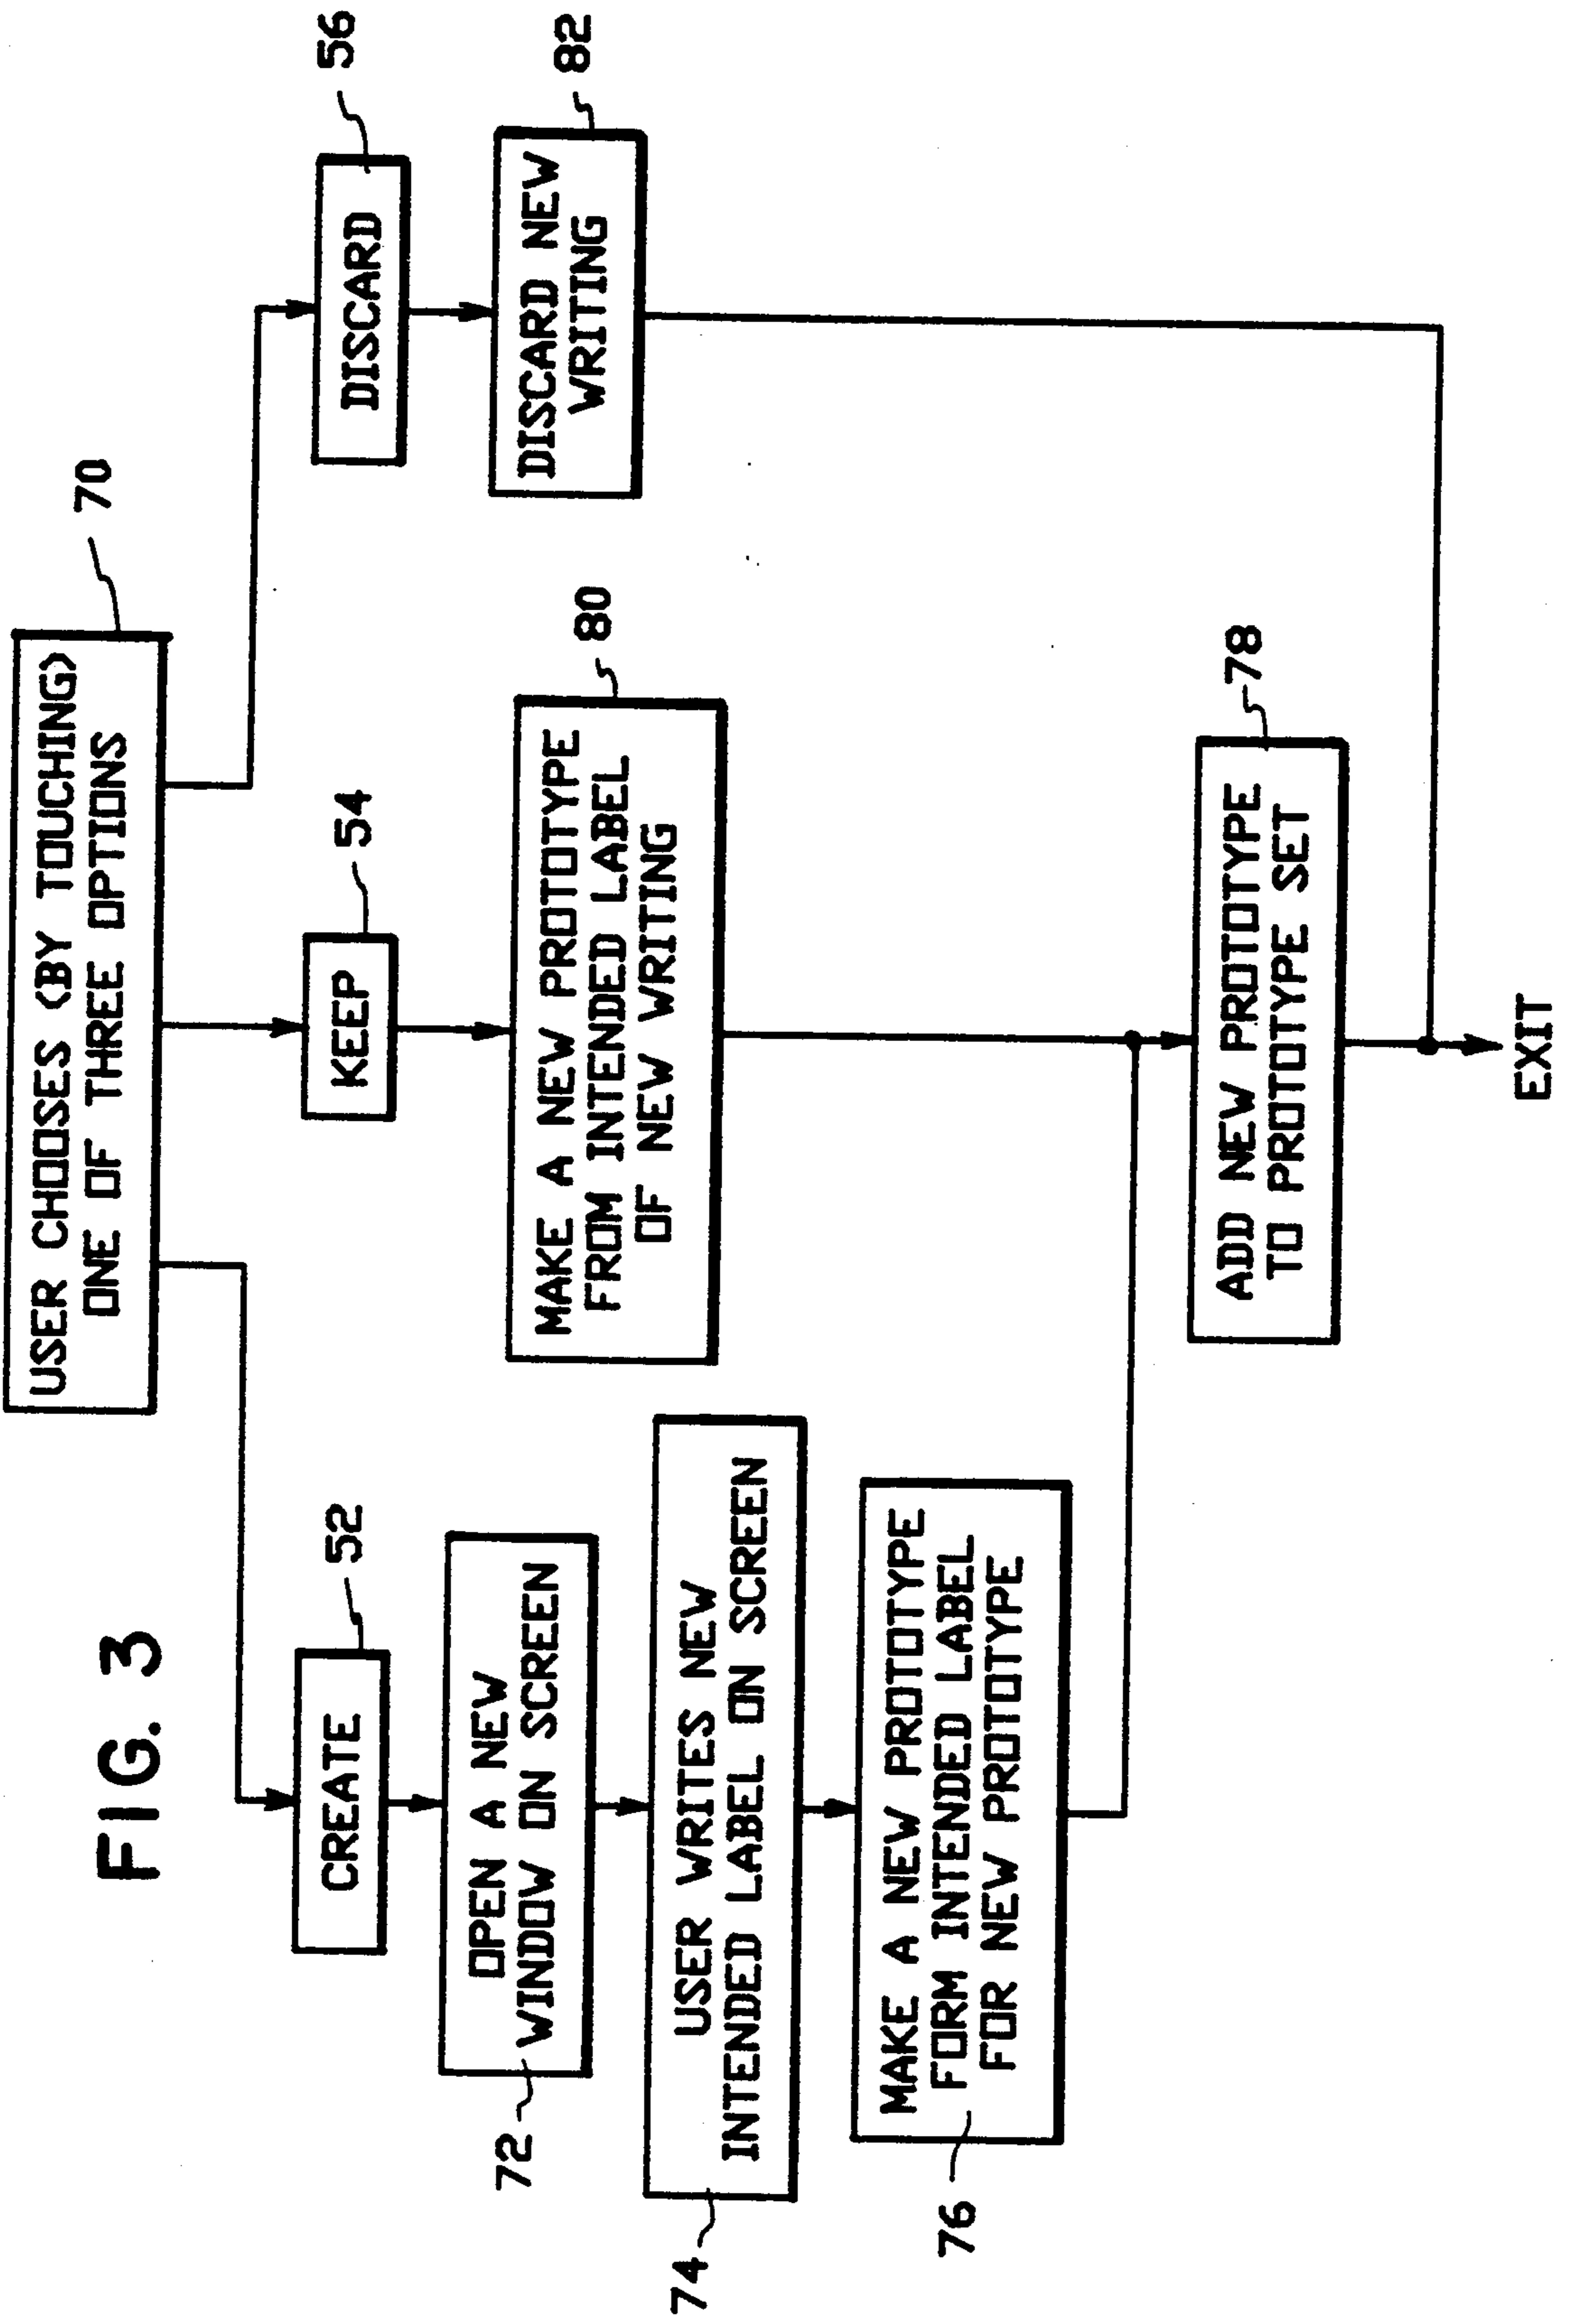 FIG. 3
USER CHOOSES (BY TOUCHING)
ONE OF THREE OPTIONS
70
CREATE
52
OPEN A NEW
WINDOW ON SCREEN
72
USER WRITES NEW
INTENDED LABEL ON SCREEN
74
MAKE A NEW PROTOTYPE
FORM INTENDED LABEL
FOR NEW PROTOTYPE
76
KEEP
54
MAKE A NEW PROTOTYPE
FROM INTENDED LABEL
OF NEW WRITING
80
DISCARD
56
DISCARD NEW
WRITING
82
ADD NEW PROTOTYPE
TO PROTOTYPE SET
78
EXIT